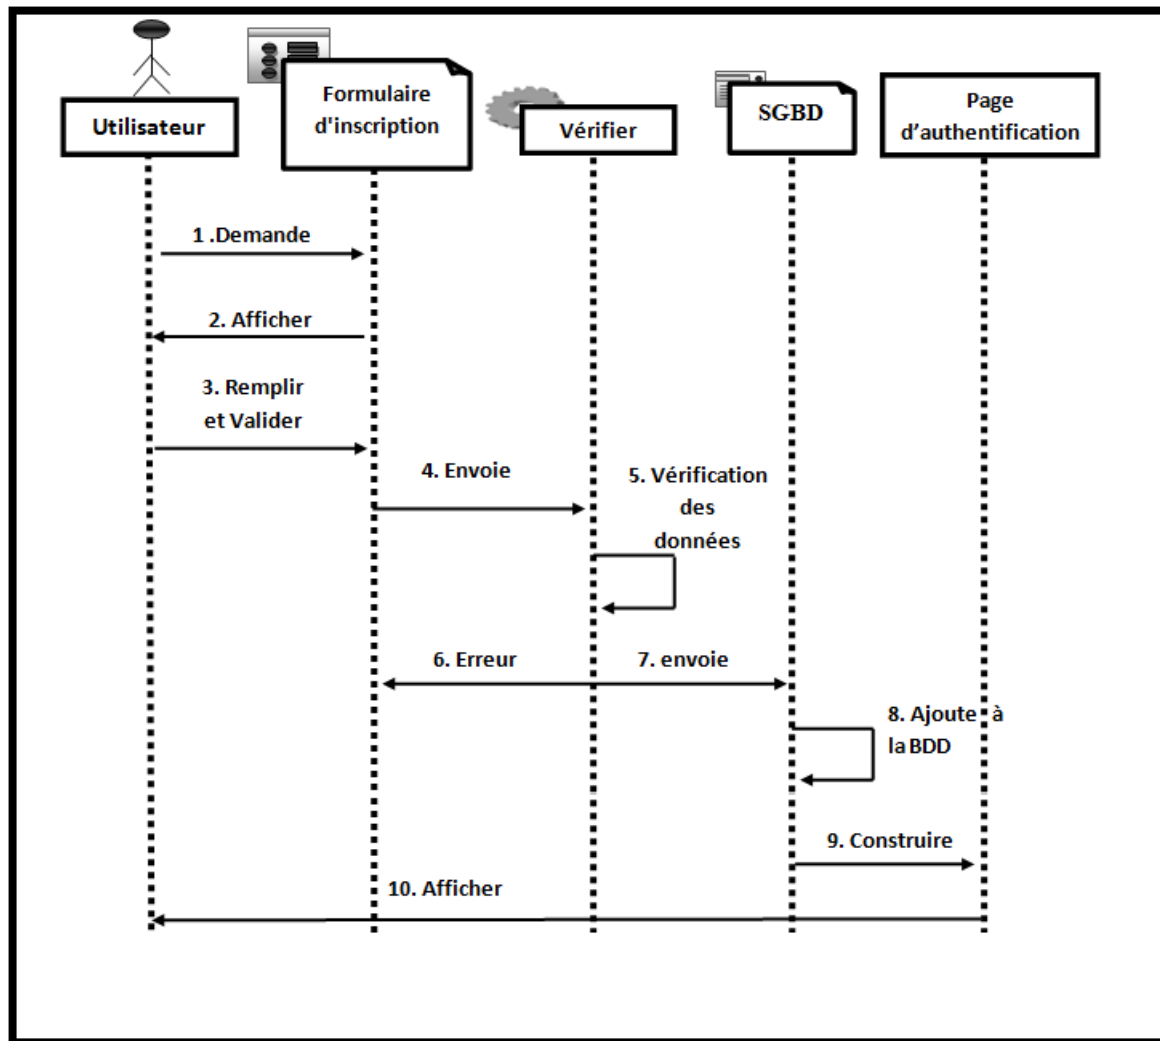 Utilisateur
Formulaire
d'inscription
Vérifier
SGBD
Page
d'authentification
1 .Demande
2. Afficher
3. Remplir
et Valider
4. Envoie
5. Vérification
des
données
6. Erreur
7. envoie
8. Ajoute à
la BDD
9. Construire
10. Afficher